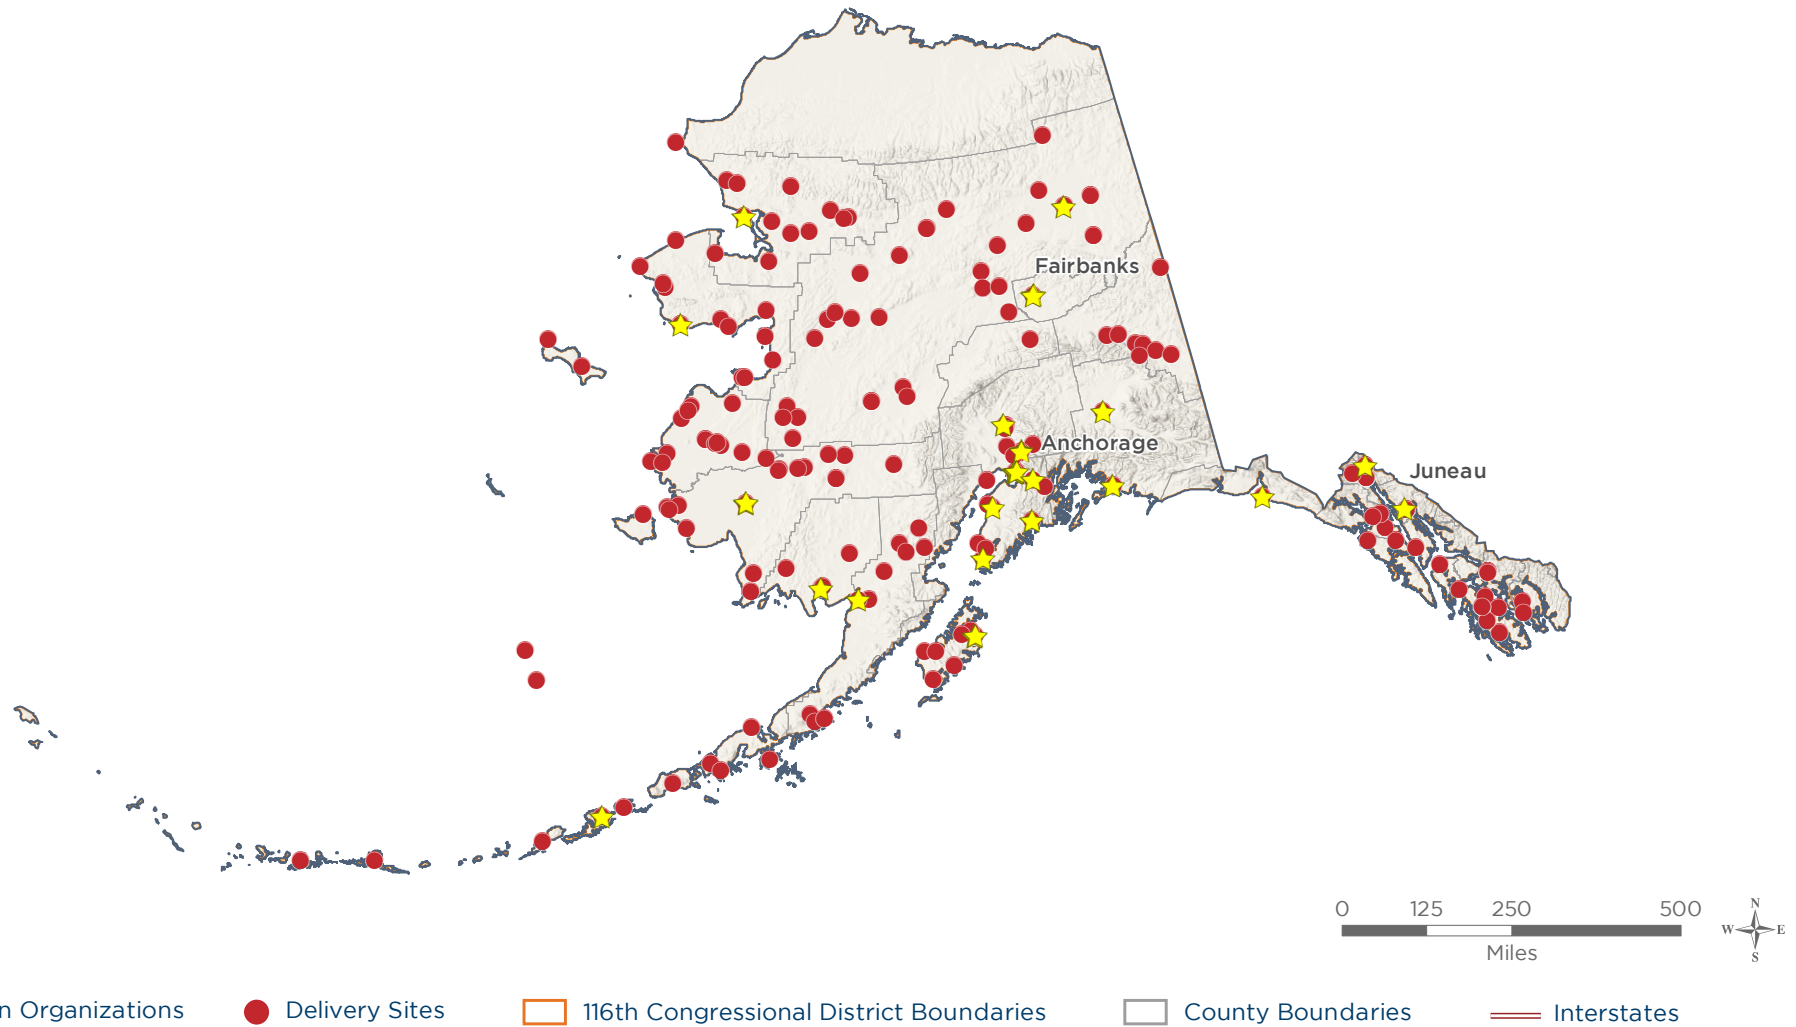 Fairbanks
Anchorage
Juneau
0 125 250 500
Miles
N
W E
S
Organizations
Delivery Sites
116th Congressional District Boundaries
County Boundaries
Interstates